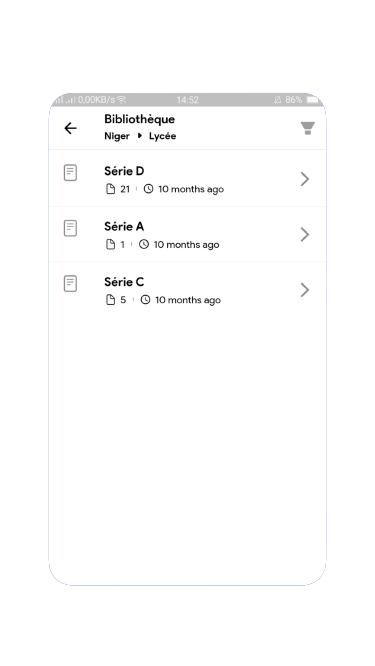 0,00KB/s 14:52 86%
Bibliothèque
Niger ▸ Lycée
Série D
21 10 months ago
Série A
1 10 months ago
Série C
5 10 months ago